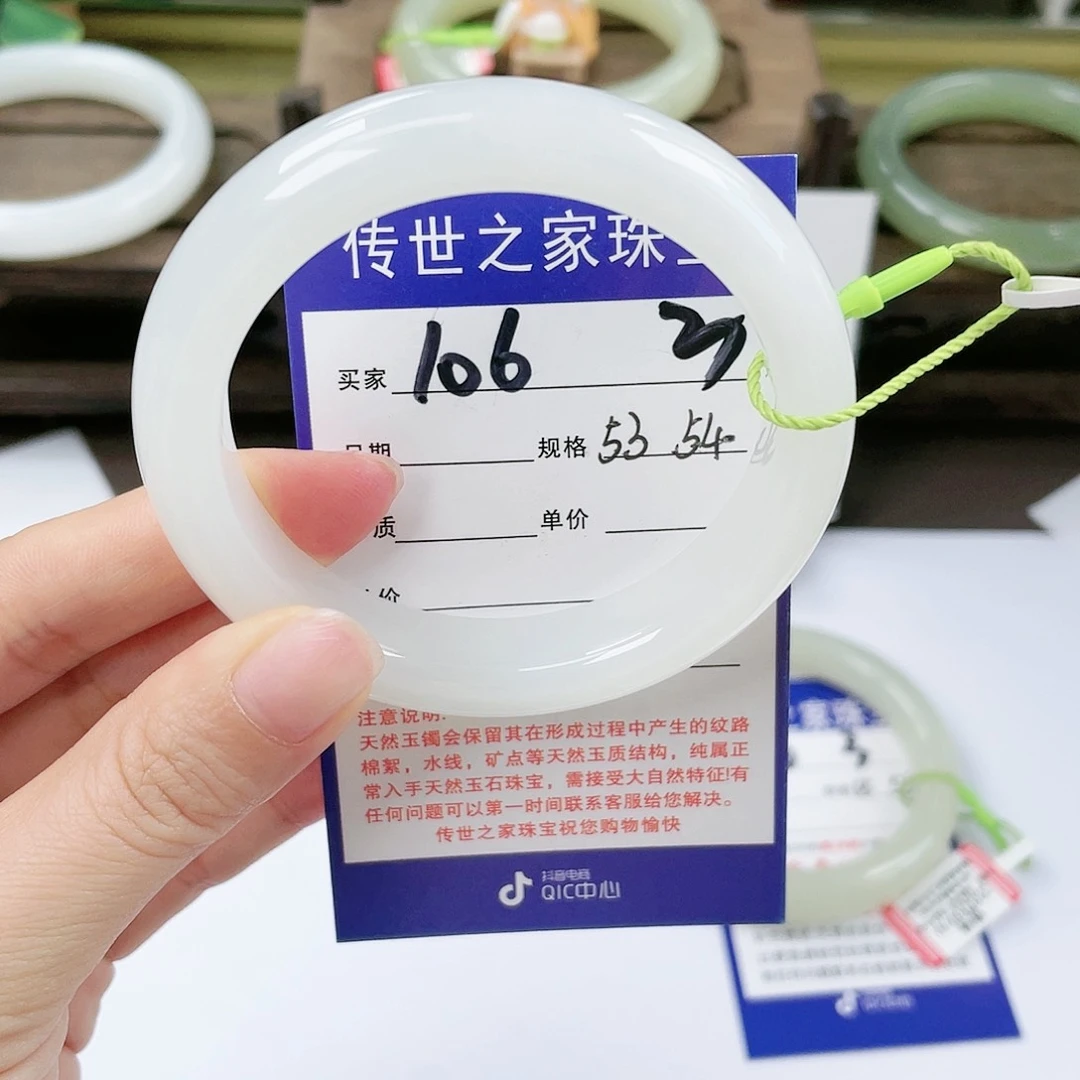 传世之家珠
买家 106
规格 53 54
质 单价
价
注意说明:
天然玉镯会保留其在形成过程中产生的纹路
棉絮，水线，矿点等天然玉质结构，纯属正
常入手天然玉石珠宝，需接受大自然特征!有
任何问题可以第一时间联系客服给您解决。
传世之家珠宝祝您购物愉快
抖音电商
QIC中心